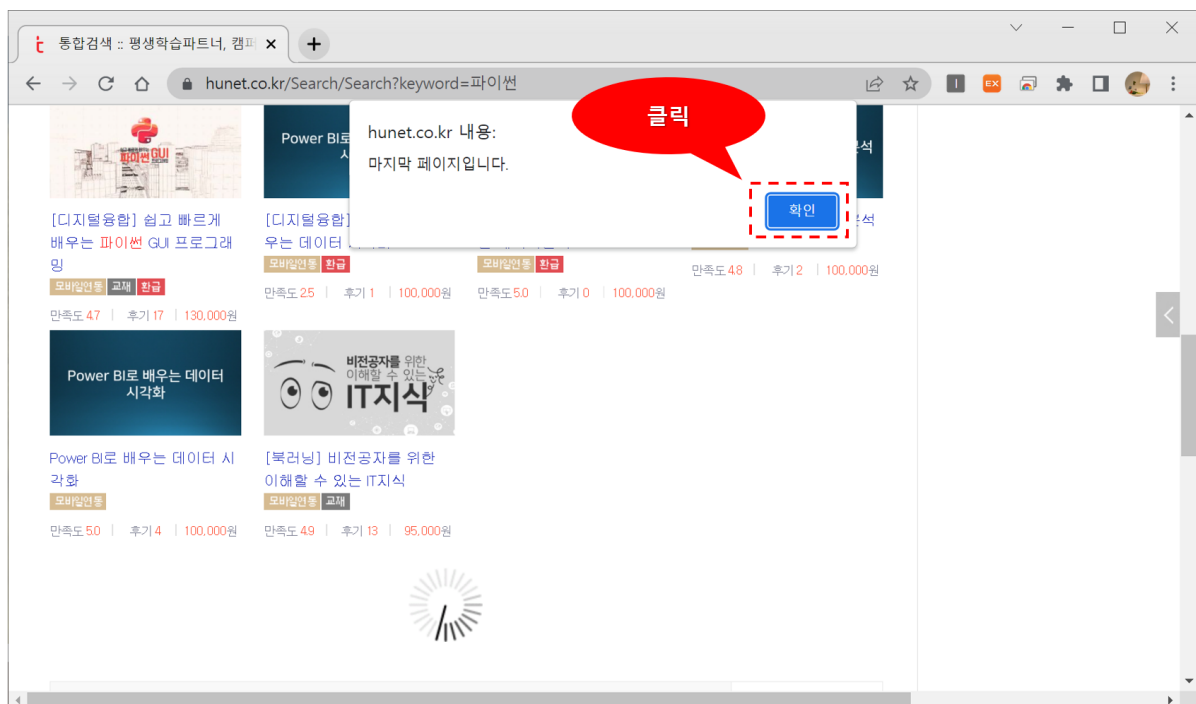 통합검색 :: 평생학습파트너, 캠퍼
hunet.co.kr/Search/Search?keyword=파이썬
EX
클릭
hunet.co.kr 내용:
마지막 페이지입니다.
확인
파이썬 GUI
Power BI로
석
[디지털융합] 쉽고 빠르게
배우는 파이썬 GUI 프로그래
밍
모바일연동 교재 환급
만족도 4.7 | 후기 17 | 130,000원
[디지털융합]
우는 데이터
모바일연동 환급
만족도 2.5 | 후기 1 | 100,000원
모바일연동 환급
만족도 5.0 | 후기 0 | 100,000원
석
만족도 4.8 | 후기 2 | 100,000원
Power BI로 배우는 데이터
시각화
Power BI로 배우는 데이터 시
각화
모바일연동
만족도 5.0 | 후기 4 | 100,000원
비전공자를 위한
이해할 수 있는
IT지식
[북러닝] 비전공자를 위한
이해할 수 있는 IT지식
모바일연동 교재
만족도 4.9 | 후기 13 | 95,000원